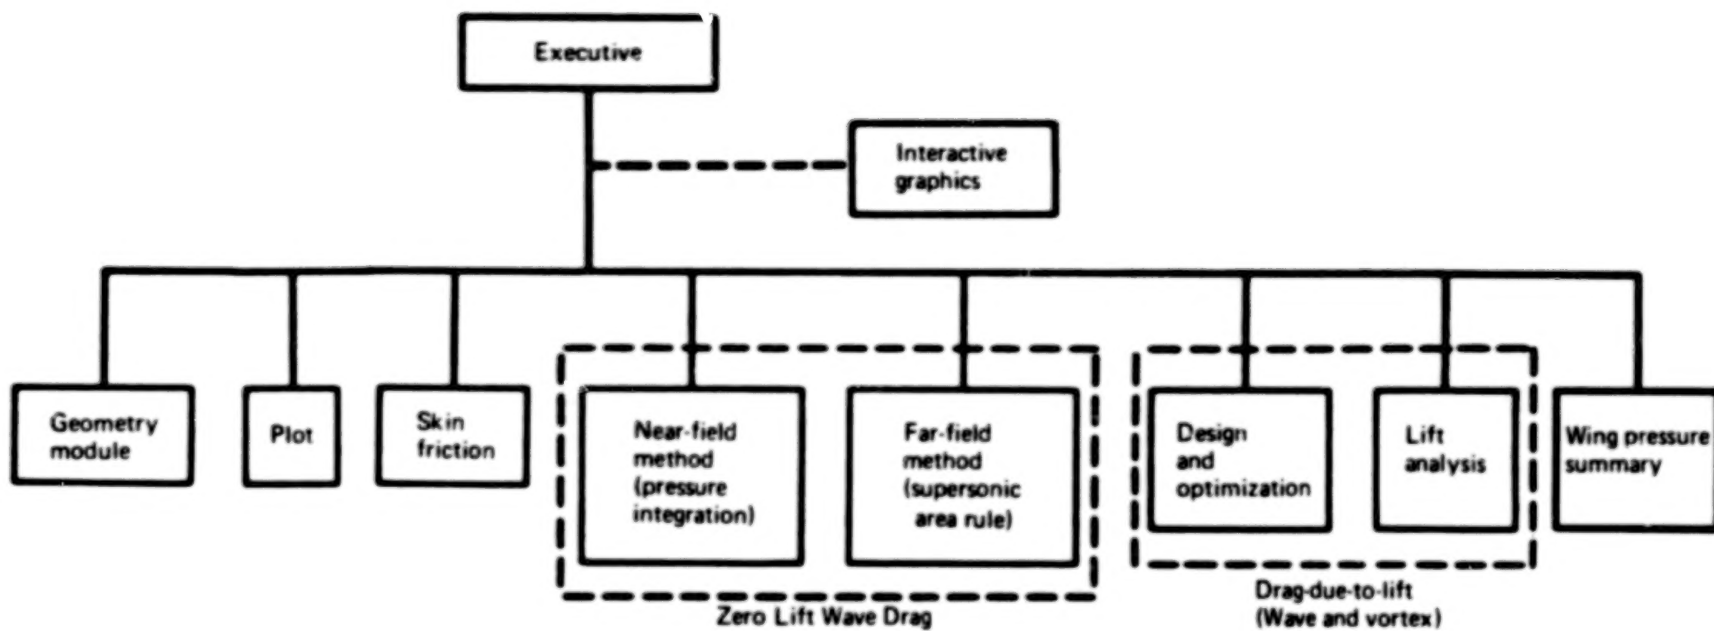 Executive
Interactive
graphics
Geometry
module
Plot
Skin
friction
Near-field
method
(pressure
integration)
Far-field
method
(supersonic
area rule)
Design
and
optimization
Lift
analysis
Wing pressure
summary
Zero Lift Wave Drag
Drag-due-to-lift
(Wave and vortex)